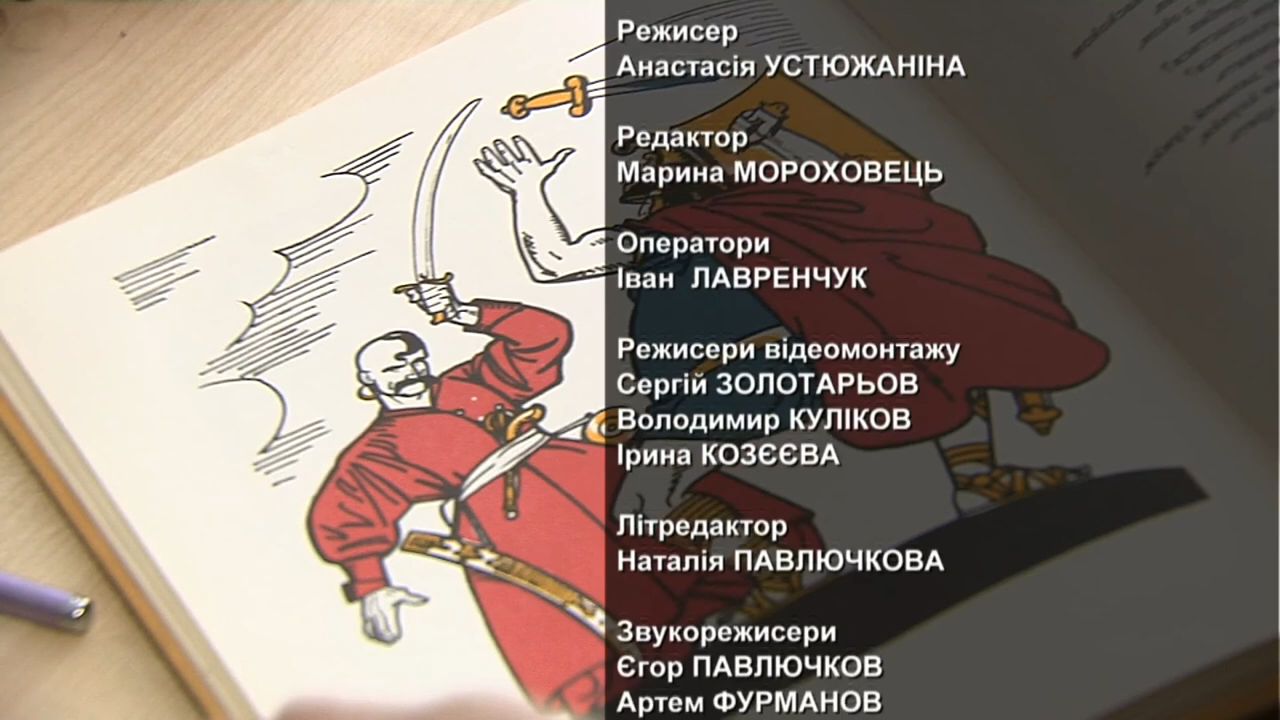 Режисер
Анастасія УСТЮЖАНІНА
Редактор
Марина МОРОХОВЕЦЬ
Оператори
Іван ЛАВРЕНЧУК
Режисери відеомонтажу
Сергій ЗОЛОТАРЬОВ
Володимир КУЛІКОВ
Ірина КОЗЄЄВА
Літредактор
Наталія ПАВЛЮЧКОВА
Звукорежисери
Єгор ПАВЛЮЧКОВ
Артем ФУРМАНОВ